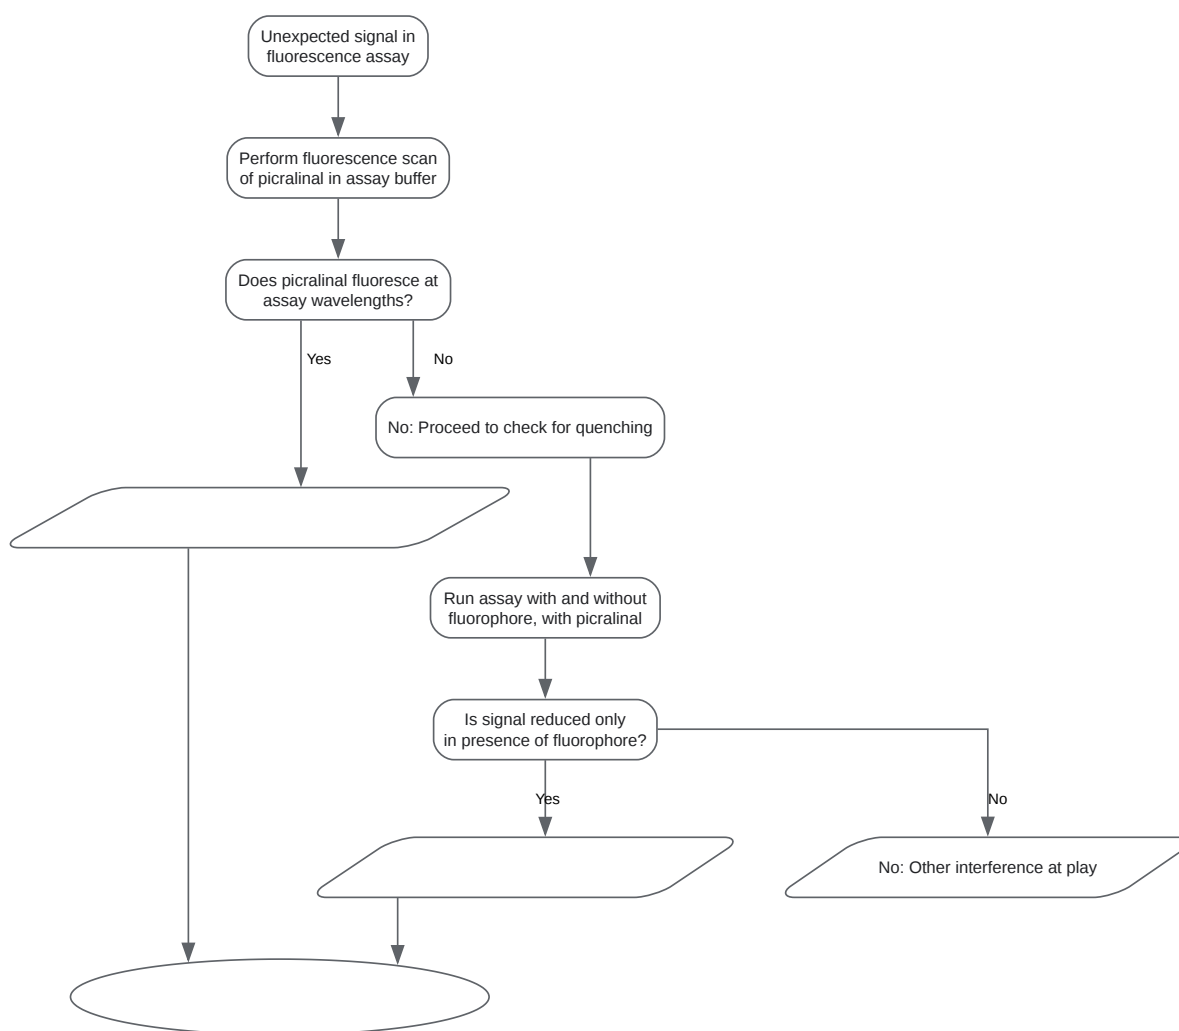 Unexpected signal in
fluorescence assay
Perform fluorescence scan
of picralinal in assay buffer
Does picralinal fluoresce at
assay wavelengths?
Yes
No
No: Proceed to check for quenching
Run assay with and without
fluorophore, with picralinal
Is signal reduced only
in presence of fluorophore?
Yes
No
No: Other interference at play